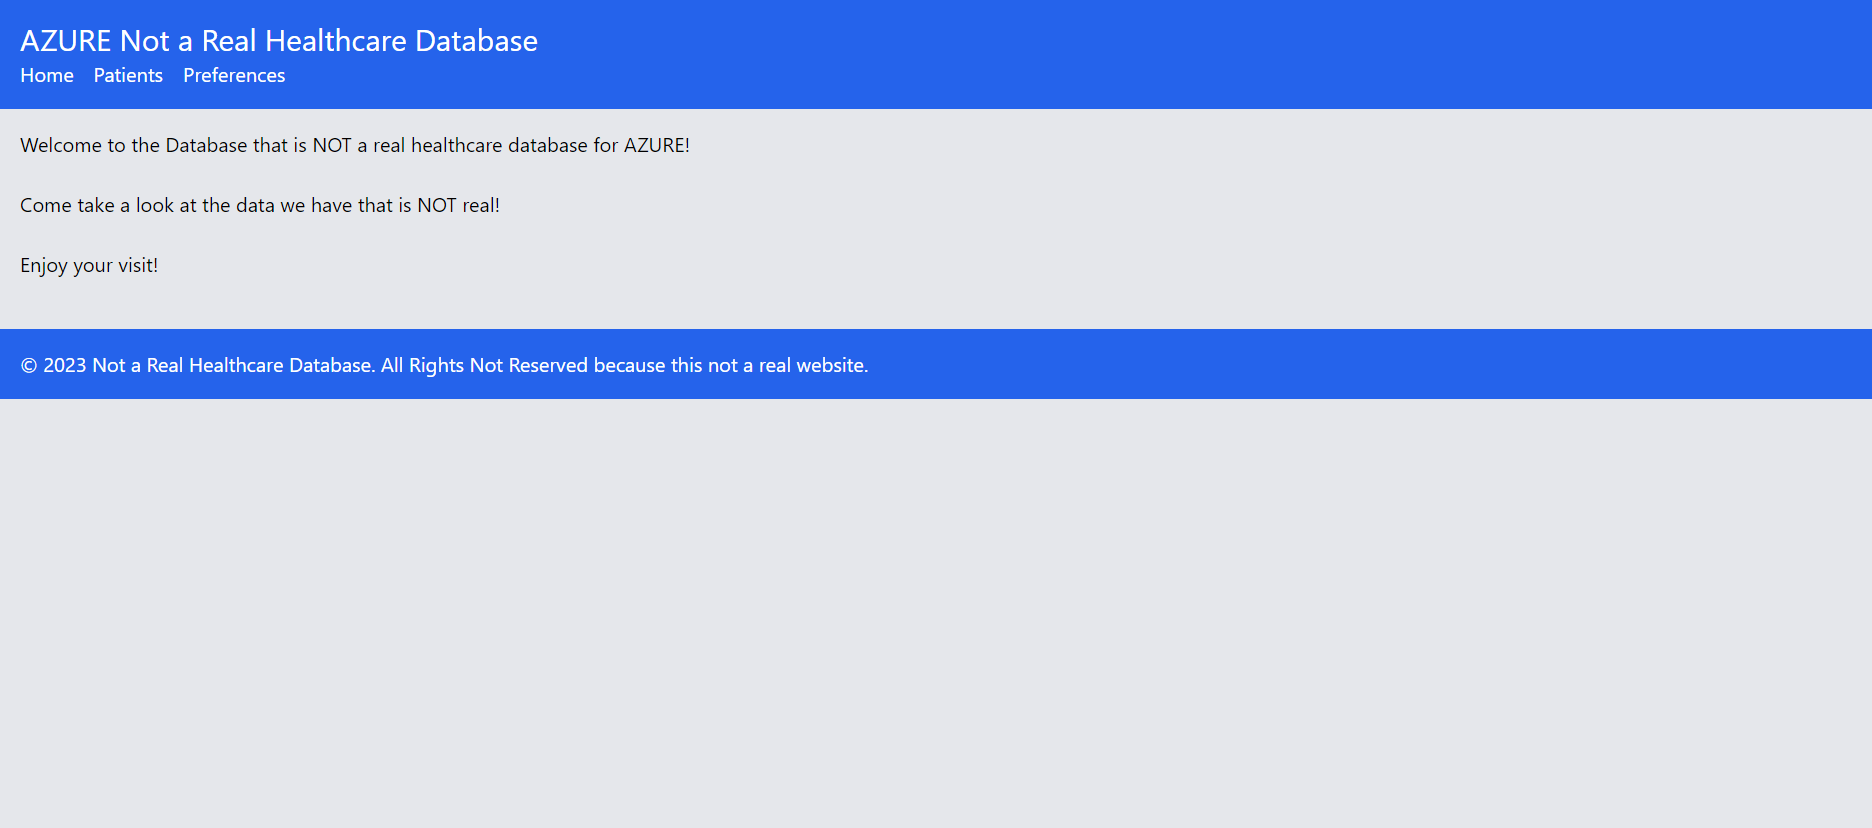 AZURE Not a Real Healthcare Database
Home Patients Preferences
Welcome to the Database that is NOT a real healthcare database for AZURE!
Come take a look at the data we have that is NOT real!
Enjoy your visit!
© 2023 Not a Real Healthcare Database. All Rights Not Reserved because this not a real website.